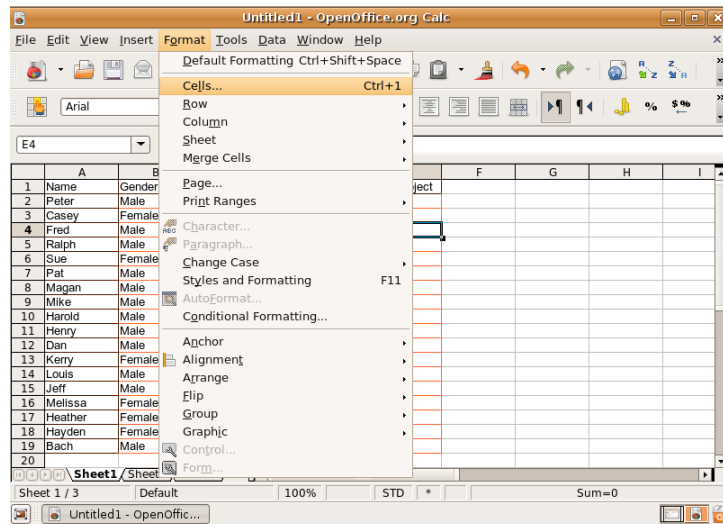 Untitled1 - OpenOffice.org Calc
File Edit View Insert Format Tools Data Window Help
Default Formatting Ctrl+Shift+Space
Arial
Cells... Ctrl+1
Row
Column
Sheet
Merge Cells
Page...
Print Ranges
Character...
Paragraph...
Change Case
Styles and Formatting F11
AutoFormat...
Conditional Formatting...
Anchor
Alignment
Arrange
Flip
Group
Graphic
Control...
Form...
E4
A B F G H I
1 Name Gender ject
2 Peter Male
3 Casey Female
4 Fred Male
5 Ralph Male
6 Sue Female
7 Pat Male
8 Magan Male
9 Mike Male
10 Harold Male
11 Henry Male
12 Dan Male
13 Kerry Female
14 Louis Male
15 Jeff Male
16 Melissa Female
17 Heather Female
18 Hayden Female
19 Bach Male
20
Sheet1 Sheet
Sheet 1 / 3 Default 100% STD * Sum=0
Untitled1 - OpenOffic...